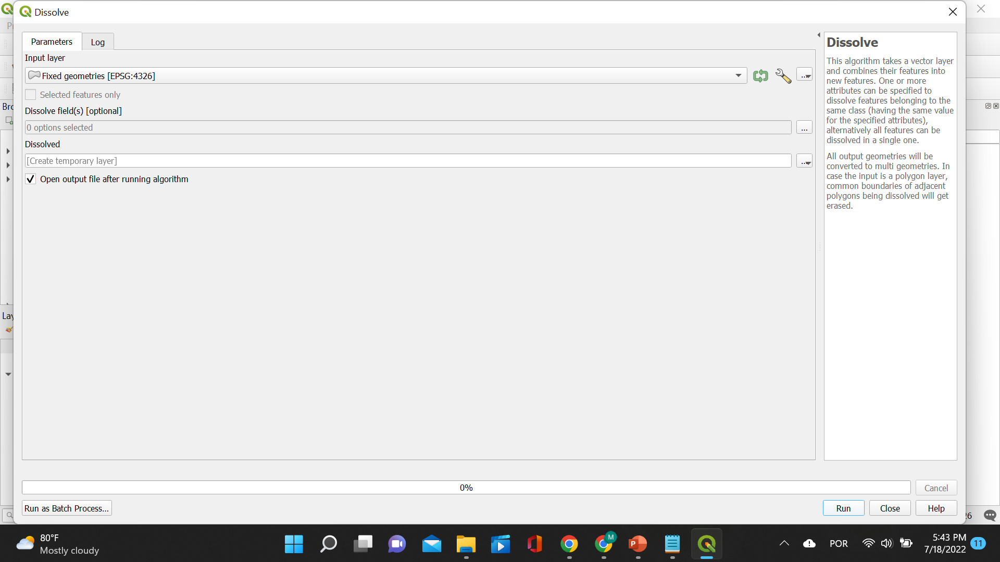 Dissolve
Parameters
Log
Input layer
Fixed geometries [EPSG:4326]
Selected features only
Dissolve field(s) [optional]
0 options selected
...
Dissolved
[Create temporary layer]
Open output file after running algorithm
Dissolve
This algorithm takes a vector layer
and combines their features into
new features. One or more
attributes can be specified to
dissolve features belonging to the
same class (having the same value
for the specified attributes),
alternatively all features can be
dissolved in a single one.
All output geometries will be
converted to multi geometries. In
case the input is a polygon layer,
common boundaries of adjacent
polygons being dissolved will get
erased.
0%
Cancel
Run as Batch Process...
Run
Close
Help
Bro
Lay
26
80°F
Mostly cloudy
M
P
POR
5:43 PM
7/18/2022
11